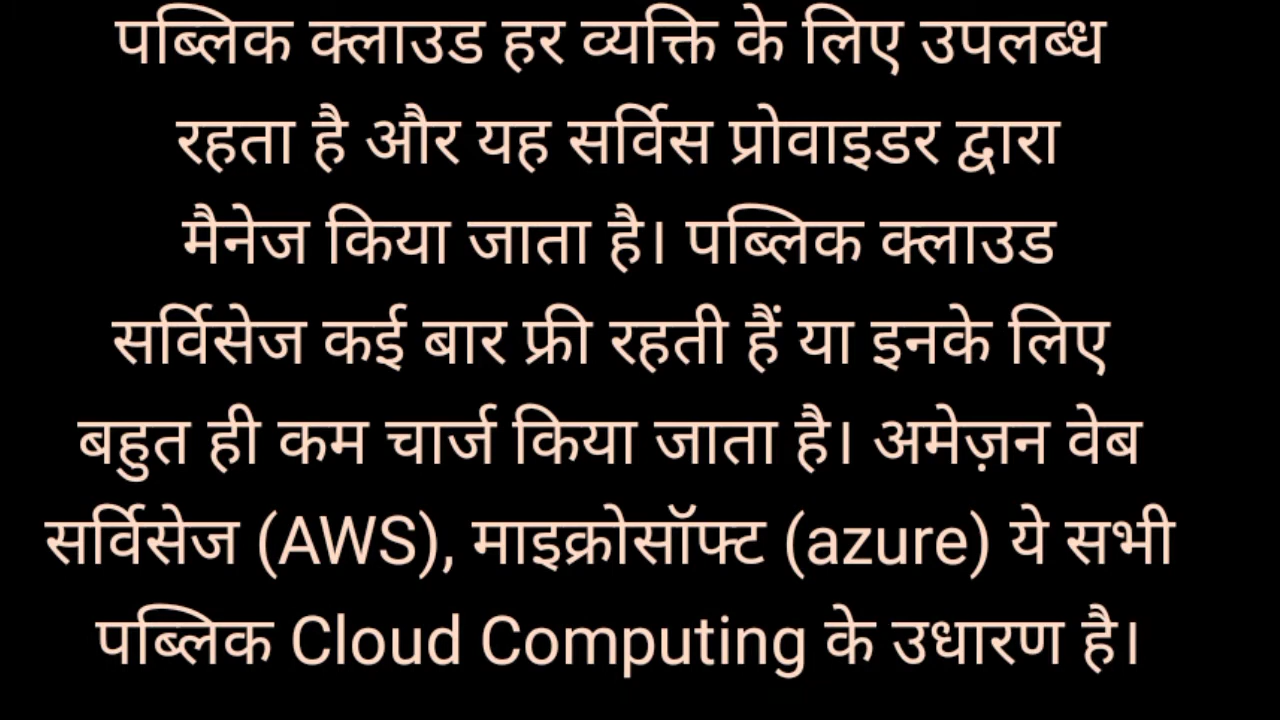 पब्लिक क्लाउड हर व्यक्ति के लिए उपलब्ध
रहता है और यह सर्विस प्रोवाइडर द्वारा
मैनेज किया जाता है। पब्लिक क्लाउड
सर्विसेज कई बार फ्री रहती हैं या इनके लिए
बहुत ही कम चार्ज किया जाता है। अमेज़न वेब
सर्विसेज (AWS), माइक्रोसॉफ्ट (azure) ये सभी
पब्लिक Cloud Computing के उधारण है।